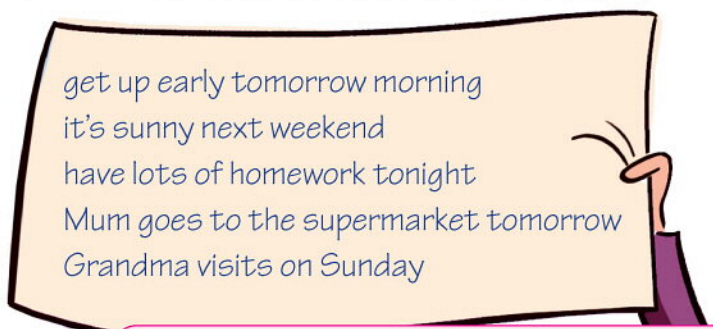 get up early tomorrow morning
it's sunny next weekend
have lots of homework tonight
Mum goes to the supermarket tomorrow
Grandma visits on Sunday